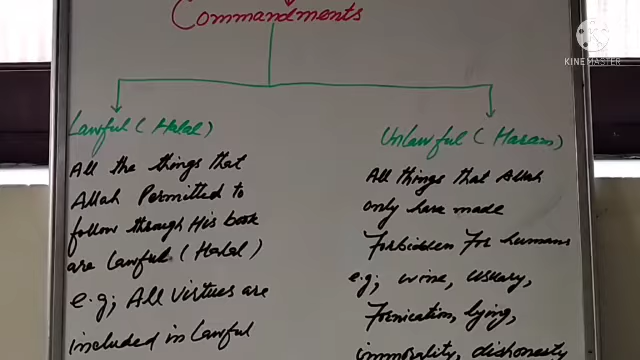 Commandments
KINEMASTER
Lawful (Halal)
All the things that
Allah Permitted to
follow through His book
are Lawful (Halal)
e.g; All Virtues are
included in Lawful
Unlawful (Haram)
All things that Allah
only have made
Forbidden For humans
e.g; wine, usuary,
Fornication, lying,
immorality, dishonesty